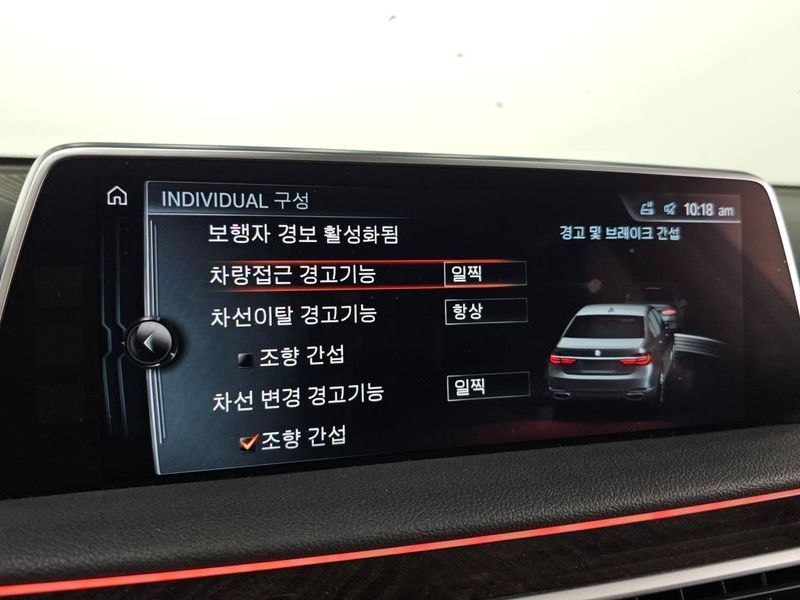 INDIVIDUAL 구성
10:18 am
보행자 경보 활성화됨
경고 및 브레이크 간섭
차량접근 경고기능 일찍
차선이탈 경고기능 항상
조향 간섭
차선 변경 경고기능 일찍
조향 간섭